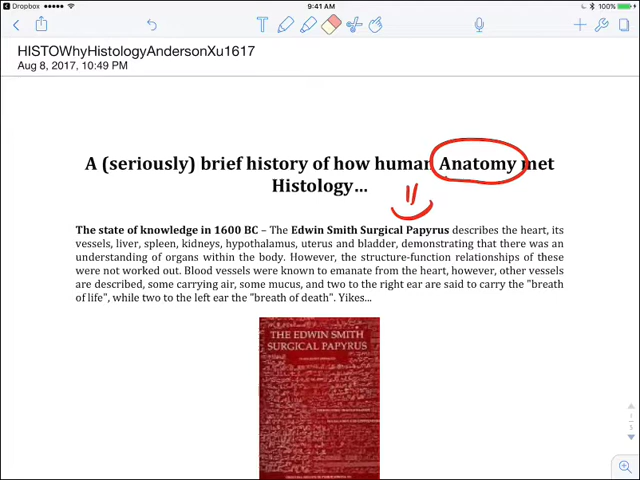 Dropbox
9:41 AM
100%
HISTOWhyHistologyAndersonXu1617
Aug 8, 2017, 10:49 PM
A (seriously) brief history of how human Anatomy met
Histology...
The state of knowledge in 1600 BC – The Edwin Smith Surgical Papyrus describes the heart, its
vessels, liver, spleen, kidneys, hypothalamus, uterus and bladder, demonstrating that there was an
understanding of organs within the body. However, the structure-function relationships of these
were not worked out. Blood vessels were known to emanate from the heart, however, other vessels
are described, some carrying air, some mucus, and two to the right ear are said to carry the "breath
of life", while two to the left ear the "breath of death". Yikes...
THE EDWIN SMITH
SURGICAL PAPYRUS